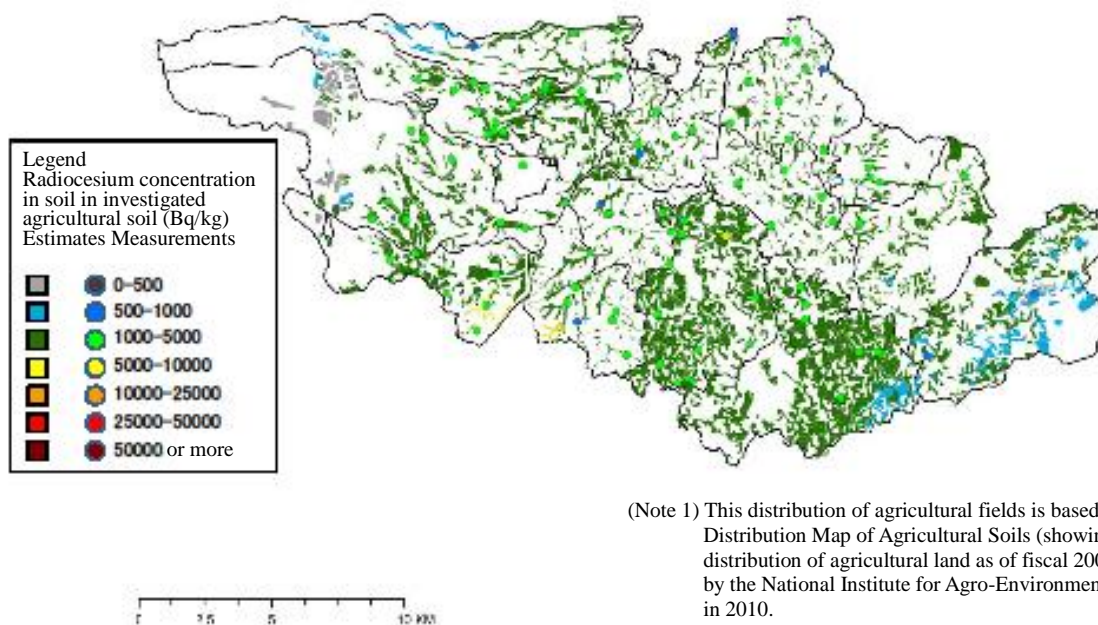 Legend
Radiocesium concentration
in soil in investigated
agricultural soil (Bq/kg)
Estimates Measurements
0-500
500-1000
1000-5000
5000-10000
10000-25000
25000-50000
50000 or more
(Note 1) This distribution of agricultural fields is based
Distribution Map of Agricultural Soils (showin
distribution of agricultural land as of fiscal 200
by the National Institute for Agro-Environmen
in 2010.
2.5 5 10 KM